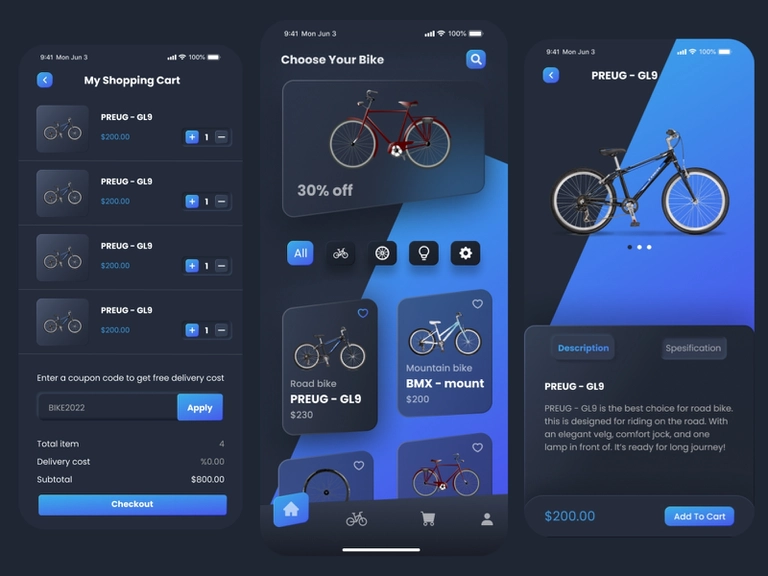 9:41 Mon Jun 3
100%
My Shopping Cart
PREUG - GL9
$200.00
+ 1 −
PREUG - GL9
$200.00
+ 1 −
PREUG - GL9
$200.00
+ 1 −
PREUG - GL9
$200.00
+ 1 −
Enter a coupon code to get free delivery cost
BIKE2022
Apply
Total item 4
Delivery cost %0.00
Subtotal $800.00
Checkout
9:41 Mon Jun 3
100%
Choose Your Bike
30% off
All
Road bike
PREUG - GL9
$230
Mountain bike
BMX - mount
$200
9:41 Mon Jun 3
100%
PREUG - GL9
Description
Spesification
PREUG - GL9
PREUG - GL9 is the best choice for road bike.
this is designed for riding on the road. With
an elegant velg, comfort jock, and one
lamp in front of. It's ready for long journey!
$200.00
Add To Cart